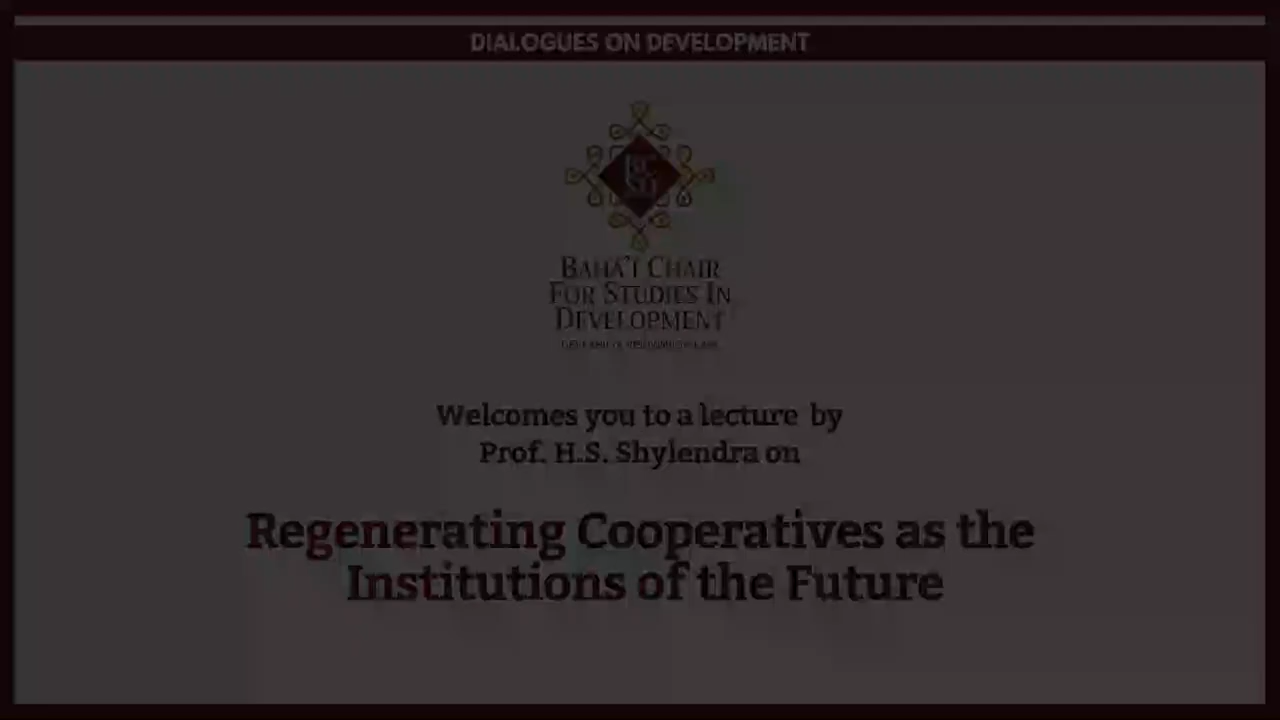 DIALOGUES ON DEVELOPMENT
BAHÁ'Í CHAIR
FOR STUDIES IN
DEVELOPMENT
Welcomes you to a lecture by
Prof. H.S. Shylendra on
Regenerating Cooperatives as the
Institutions of the Future